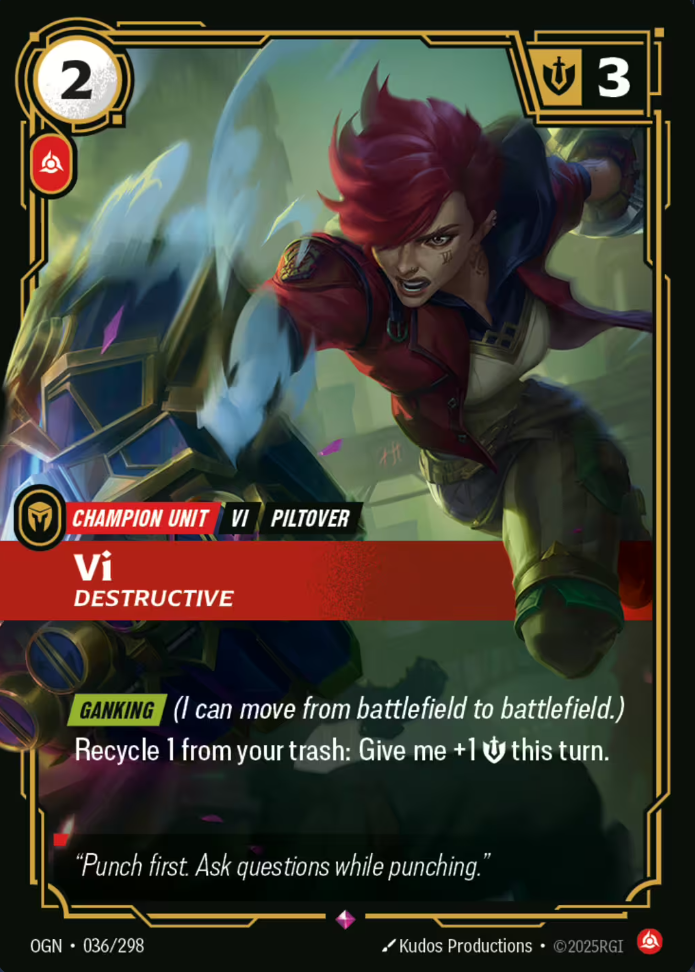 2
3
CHAMPION UNIT VI PILTOVER
Vi
DESTRUCTIVE
GANKING (I can move from battlefield to battlefield.)
Recycle 1 from your trash: Give me +1 this turn.
“Punch first. Ask questions while punching.”
OGN • 036/298 Kudos Productions • ©2025RGI